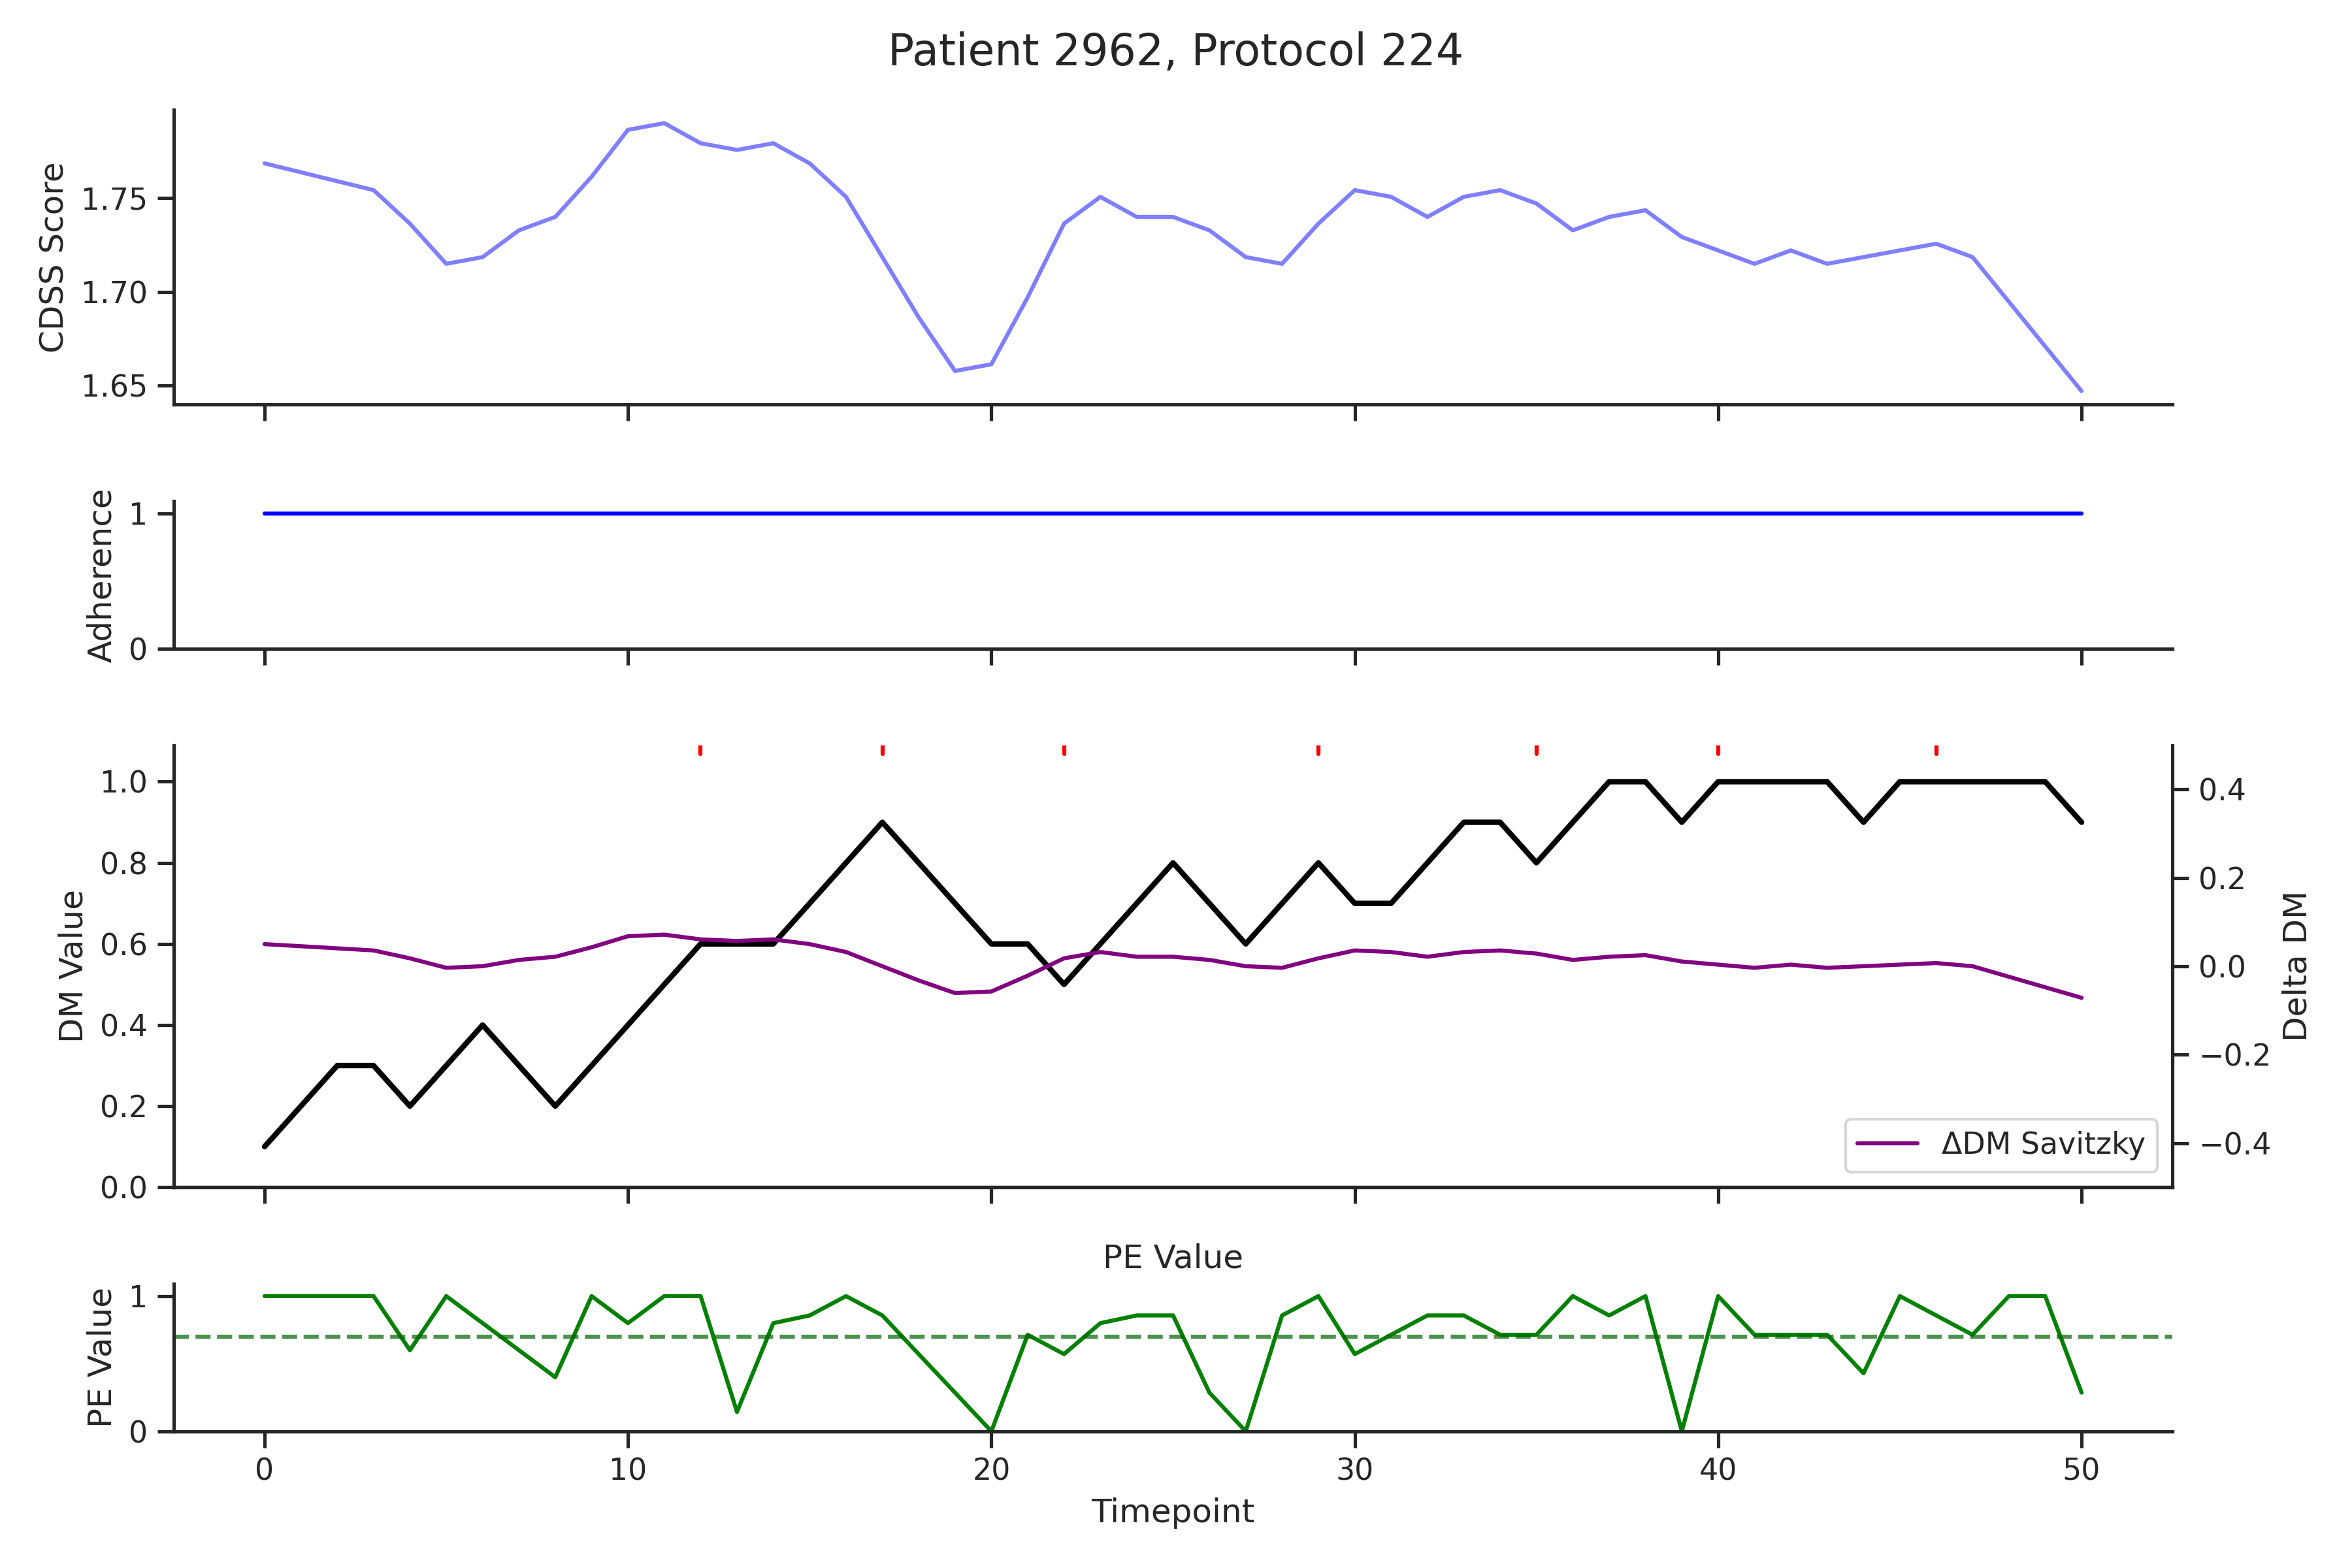 Patient 2962, Protocol 224
CDSS Score
1.75
1.70
1.65
Adherence
1
0
DM Value
1.0
0.8
0.6
0.4
0.2
0.0
0.4
0.2
0.0
−0.2
−0.4
Delta DM
ΔDM Savitzky
PE Value
PE Value
1
0
0 10 20 30 40 50
Timepoint